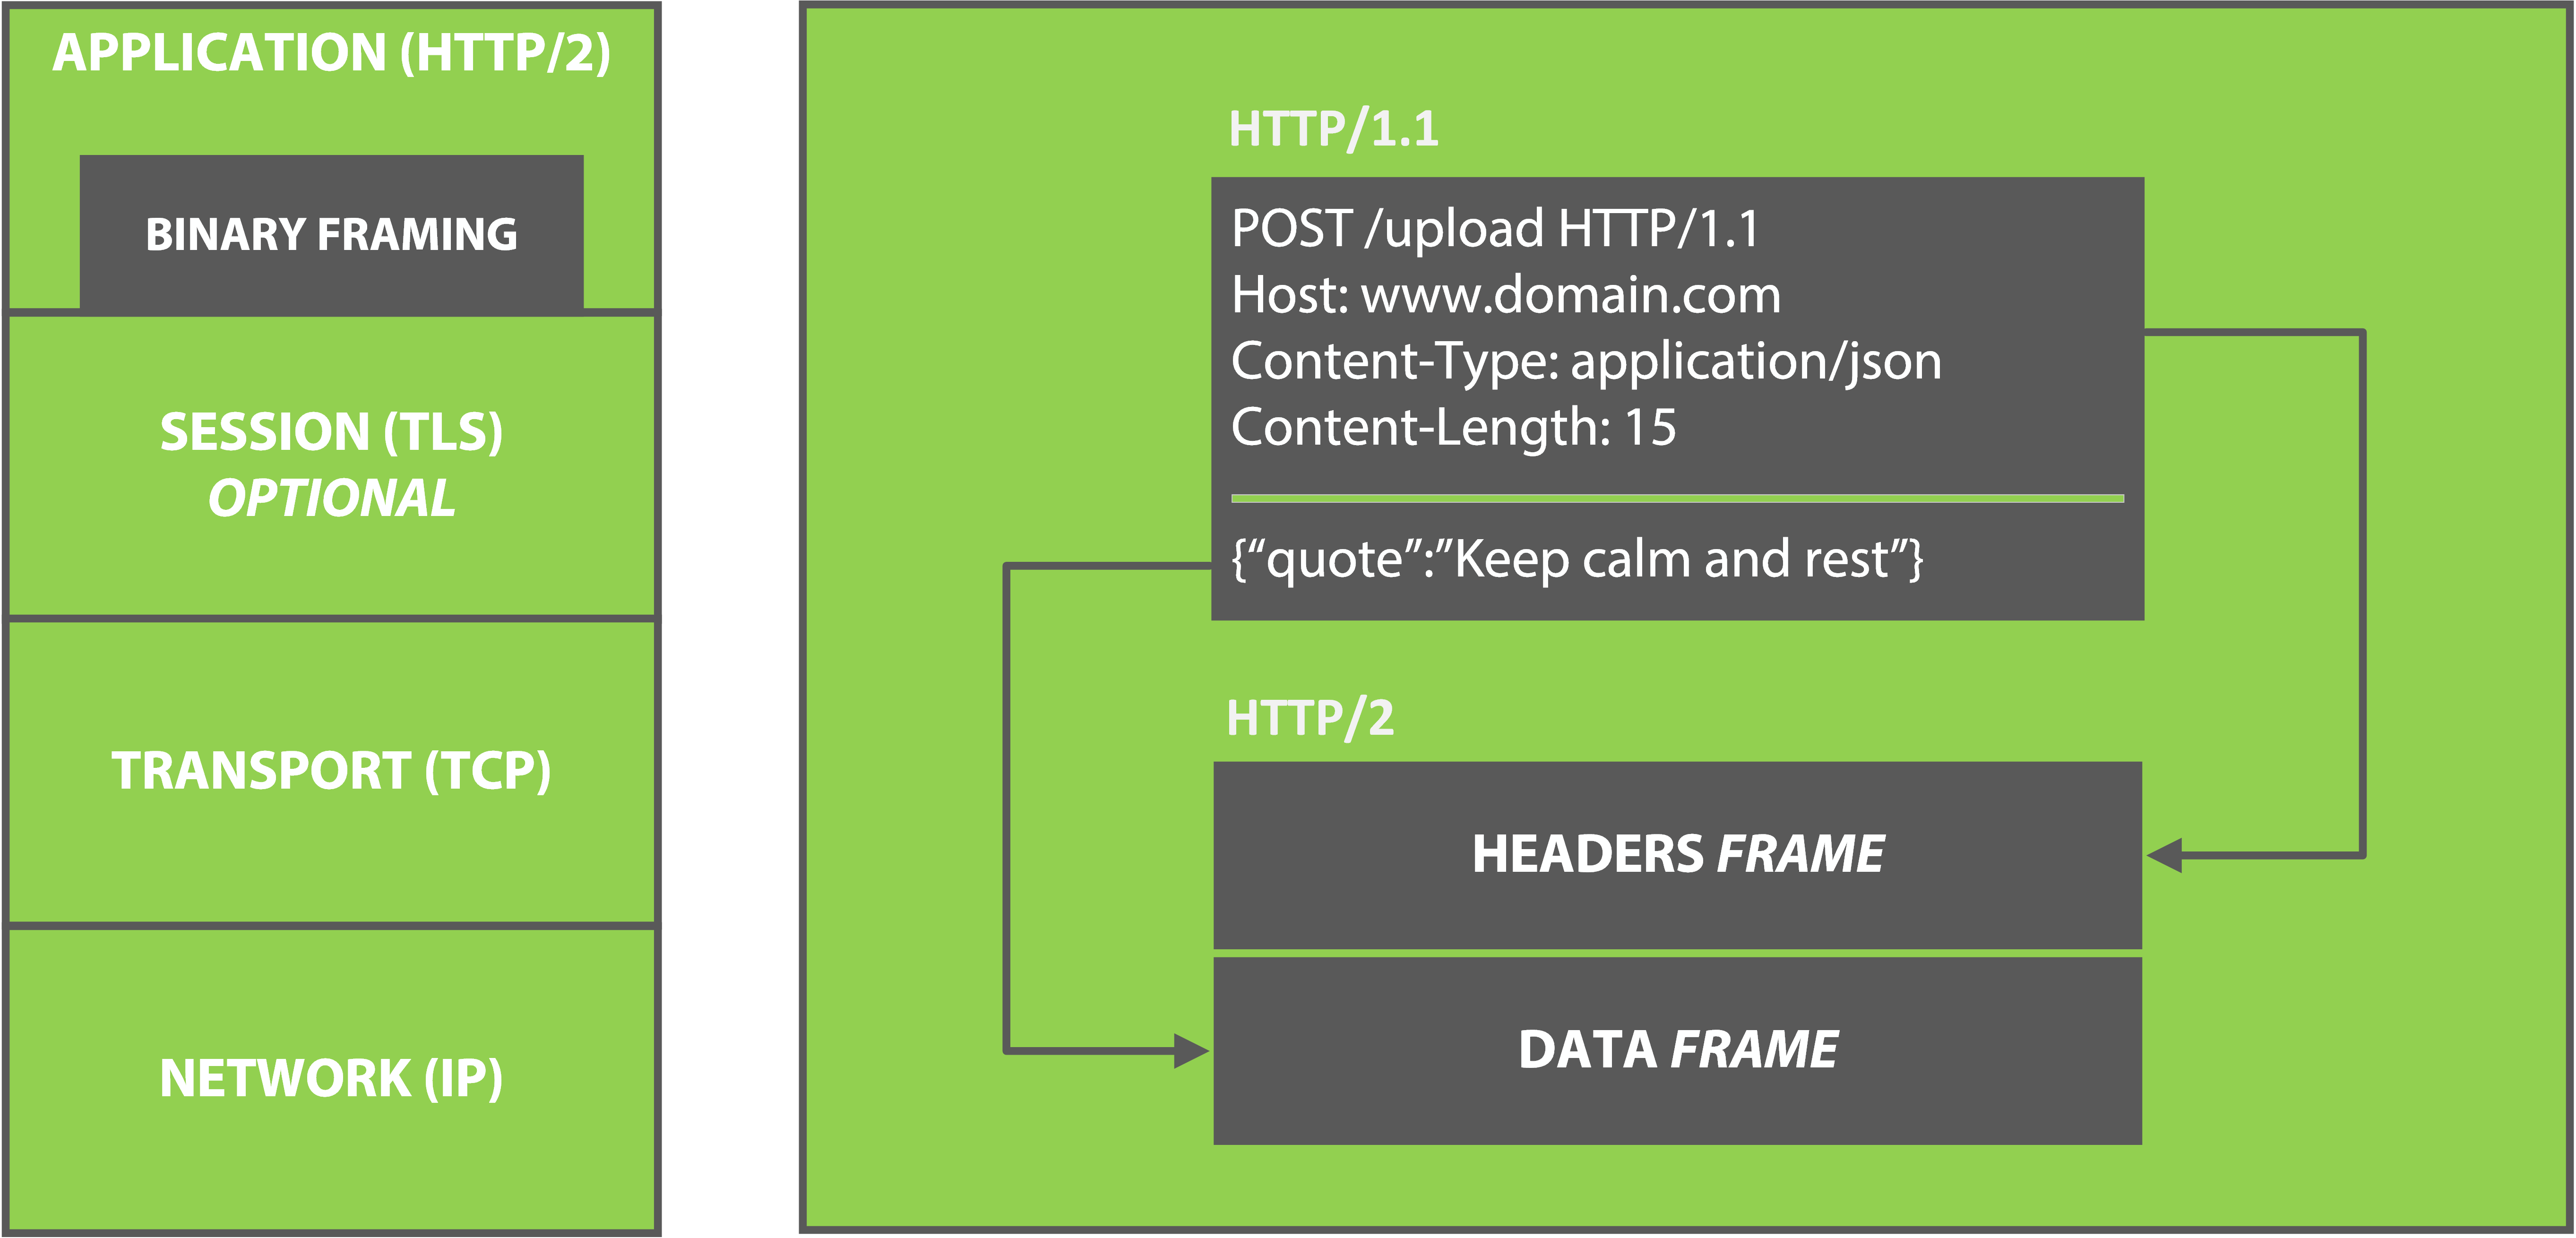 APPLICATION (HTTP/2)
BINARY FRAMING
SESSION (TLS)
OPTIONAL
TRANSPORT (TCP)
NETWORK (IP)
HTTP/1.1
POST /upload HTTP/1.1
Host: www.domain.com
Content-Type: application/json
Content-Length: 15
{“quote”:”Keep calm and rest”}
HTTP/2
HEADERS FRAME
DATA FRAME